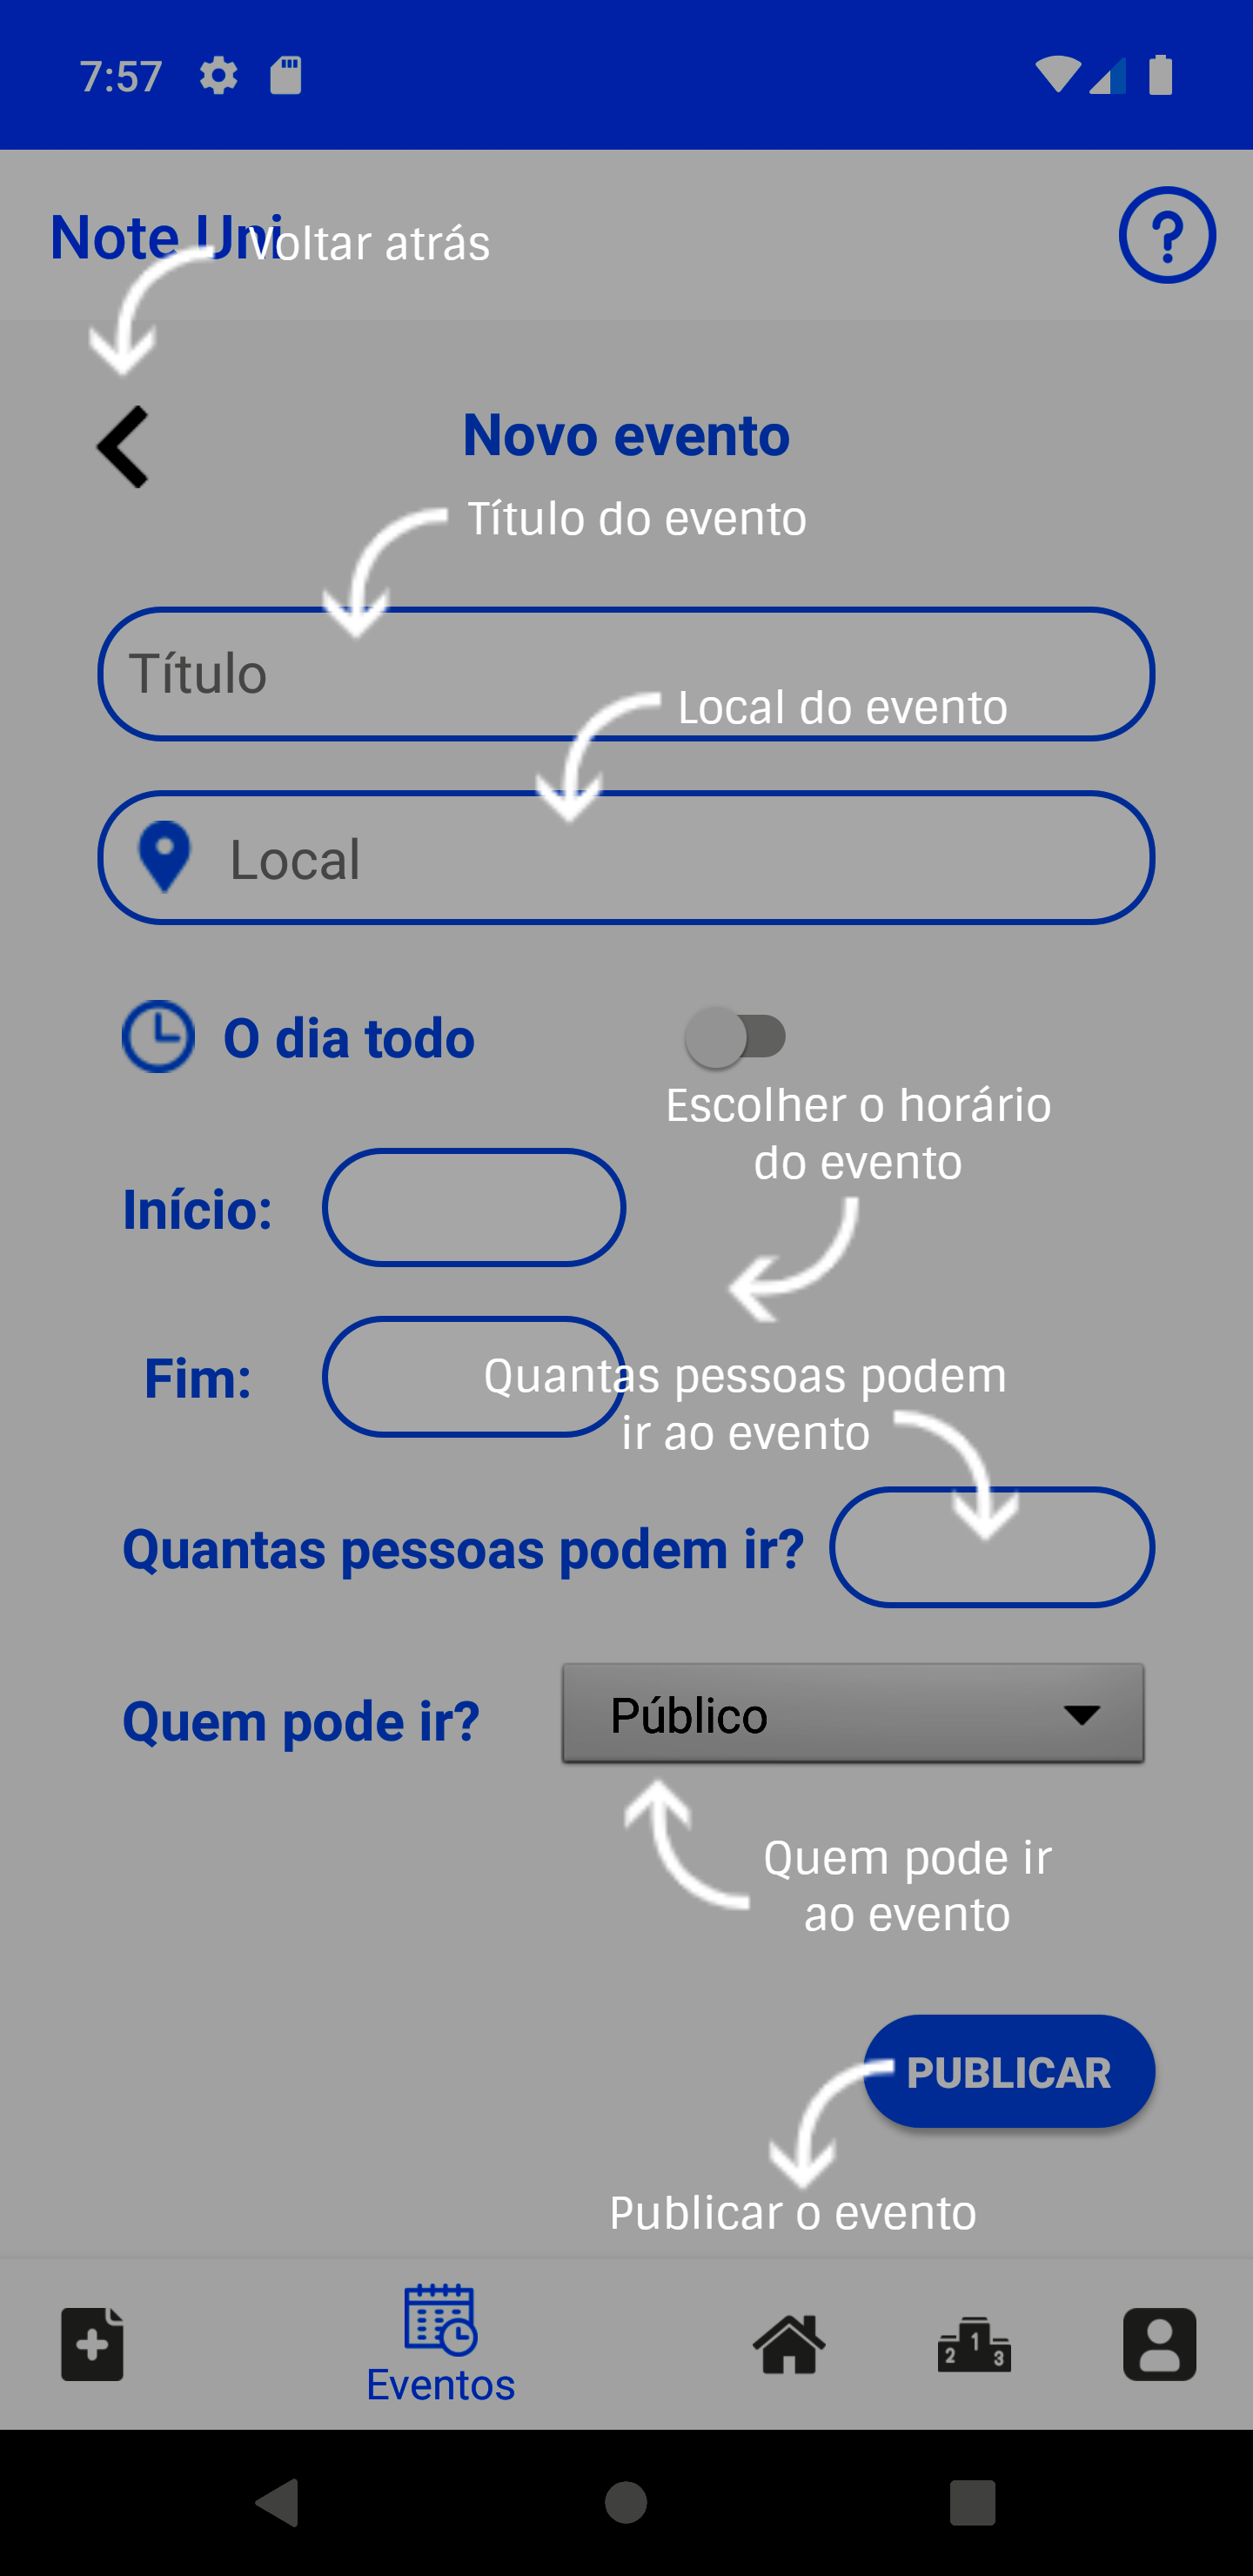 7:57
Note Uni
Voltar atrás
Novo evento
Título do evento
Título
Local do evento
Local
O dia todo
Escolher o horário
do evento
Início:
Fim:
Quantas pessoas podem
ir ao evento
Quantas pessoas podem ir?
Quem pode ir?
Público
Quem pode ir
ao evento
PUBLICAR
Publicar o evento
2 1 3
Eventos